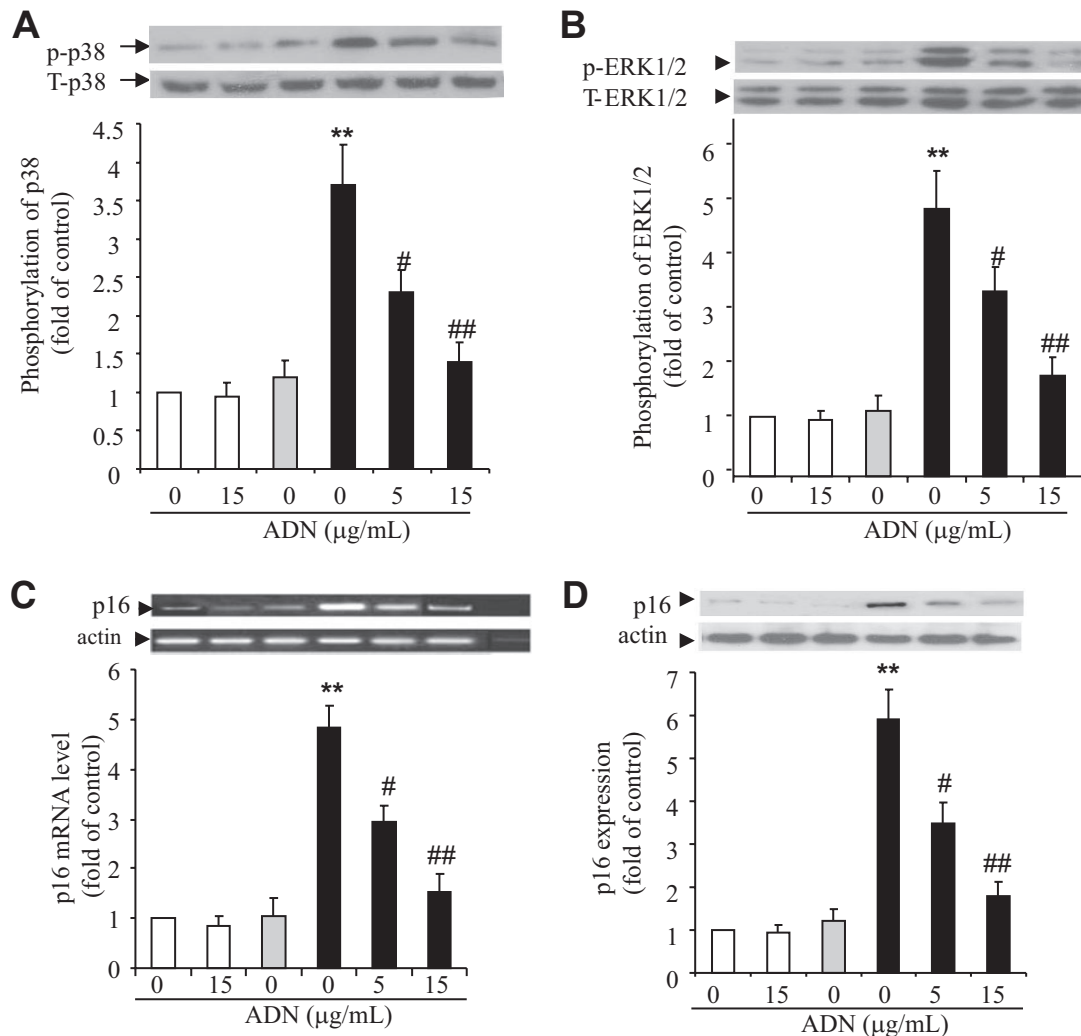 A
p-p38
T-p38
Phosphorylation of p38
(fold of control)
4.5
4
3.5
3
2.5
2
1.5
1
0.5
0
**
#
##
0 15 0 0 5 15
ADN (μg/mL)
B
p-ERK1/2
T-ERK1/2
Phosphorylation of ERK1/2
(fold of control)
6
5
4
3
2
1
0
**
#
##
0 15 0 0 5 15
ADN (μg/mL)
C
p16
actin
p16 mRNA level
(fold of control)
6
5
4
3
2
1
0
**
#
##
0 15 0 0 5 15
ADN (μg/mL)
D
p16
actin
p16 expression
(fold of control)
7
6
5
4
3
2
1
0
**
#
##
0 15 0 0 5 15
ADN (μg/mL)